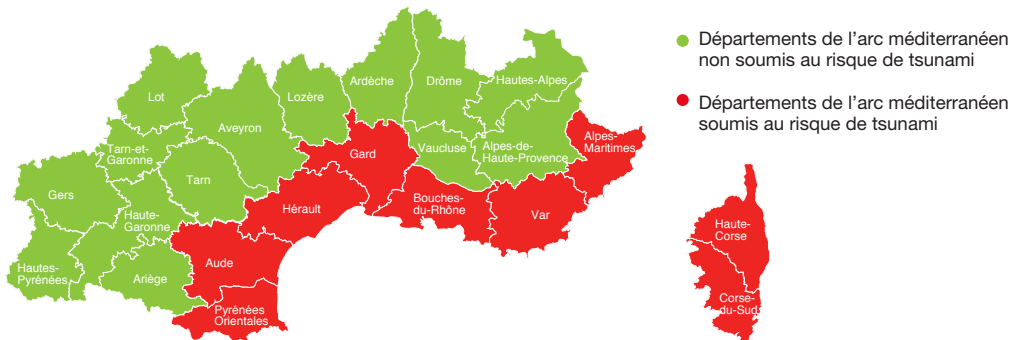 Départements de l’arc méditerranéen
non soumis au risque de tsunami
Départements de l’arc méditerranéen
soumis au risque de tsunami
Lot
Lozère
Ardèche
Drôme
Hautes-Alpes
Aveyron
Tarn-et-
Garonne
Gard
Vaucluse
Alpes-de-
Haute-Provence
Alpes-
Maritimes
Gers
Tarn
Haute-
Garonne
Hérault
Bouches-
du-Rhône
Var
Hautes-
Pyrénées
Ariège
Aude
Pyrénées
Orientales
Haute-
Corse
Corse-
du-Sud